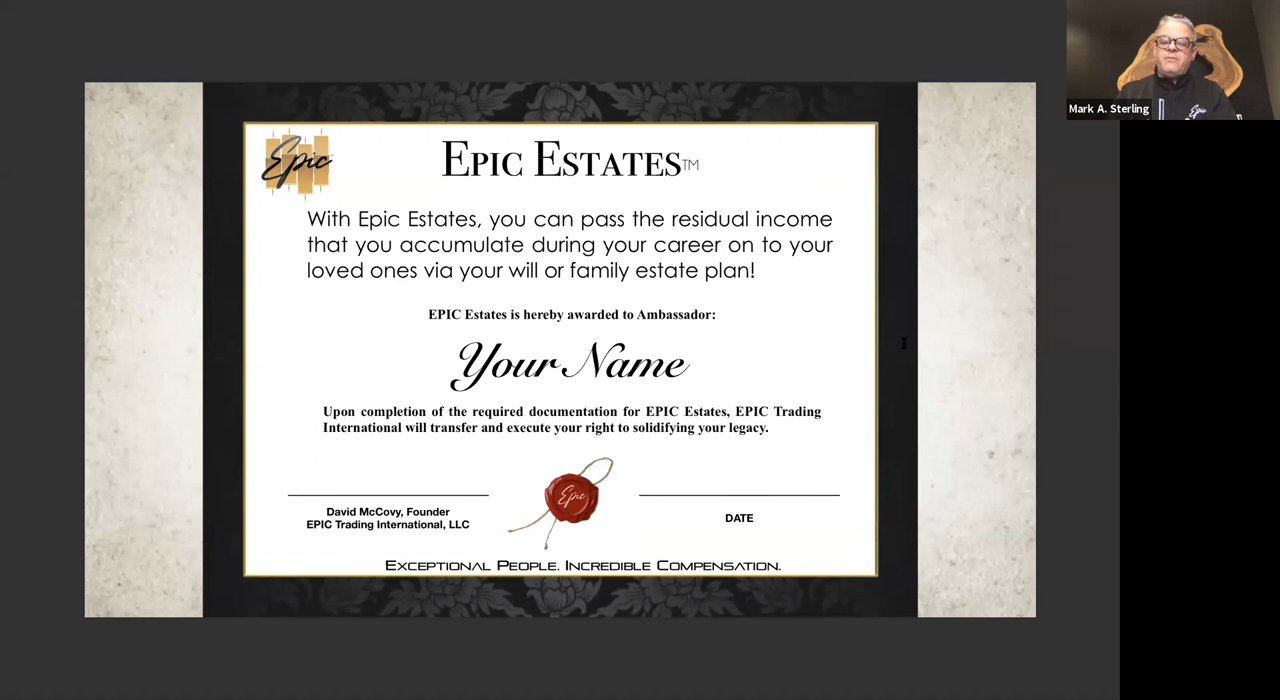 Mark A. Sterling
Epic
Epic
EPIC ESTATES™
With Epic Estates, you can pass the residual income
that you accumulate during your career on to your
loved ones via your will or family estate plan!
EPIC Estates is hereby awarded to Ambassador:
Your Name
Upon completion of the required documentation for EPIC Estates, EPIC Trading
International will transfer and execute your right to solidifying your legacy.
Epic
David McCovy, Founder
EPIC Trading International, LLC
DATE
EXCEPTIONAL PEOPLE. INCREDIBLE COMPENSATION.